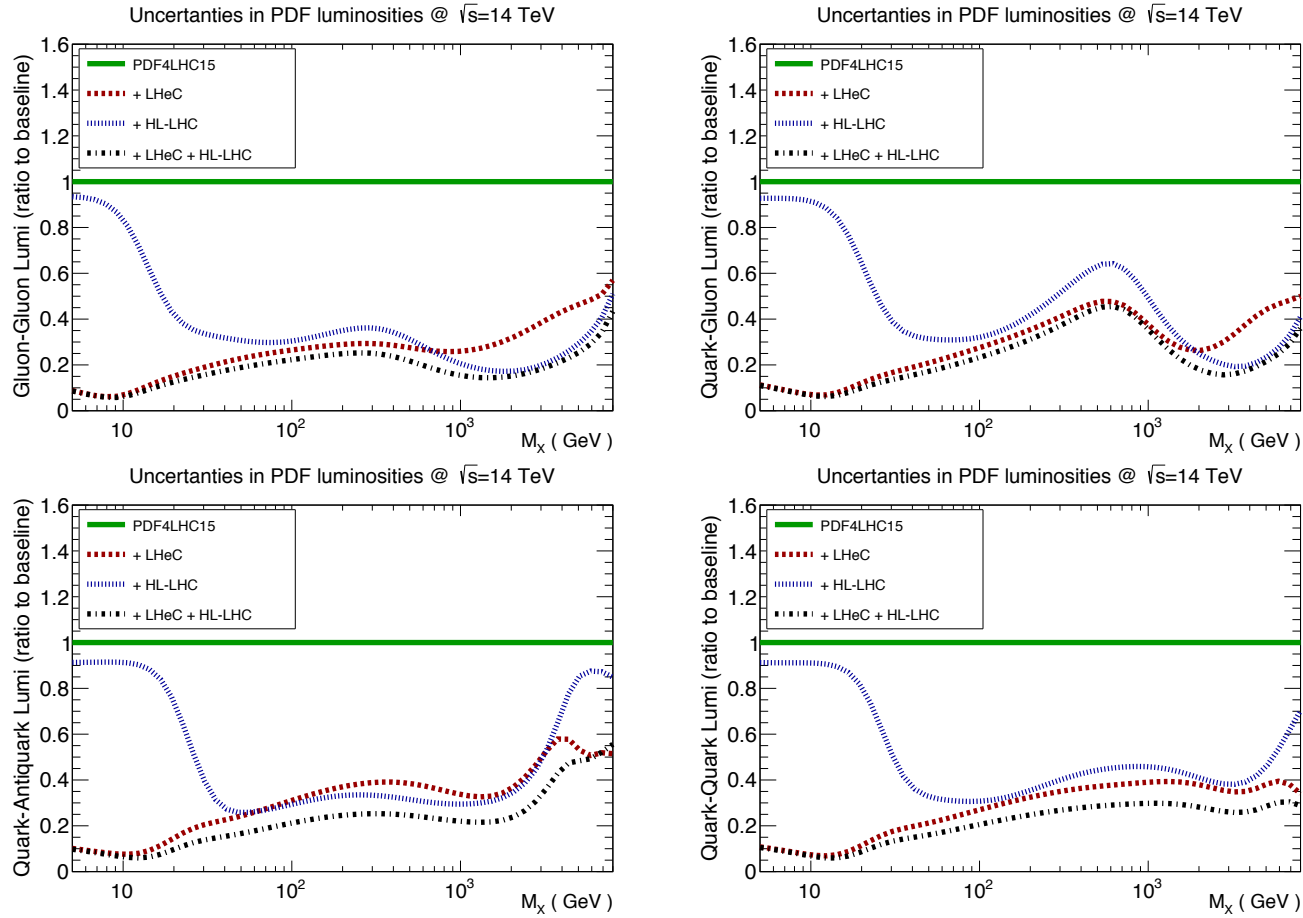 Uncertanties in PDF luminosities @ √s=14 TeV
Gluon-Gluon Lumi (ratio to baseline)
1.6
1.4
1.2
1
0.8
0.6
0.4
0.2
0
PDF4LHC15
+ LHeC
+ HL-LHC
+ LHeC + HL-LHC
10
10²
10³
M_X ( GeV )
Uncertanties in PDF luminosities @ √s=14 TeV
Quark-Gluon Lumi (ratio to baseline)
1.6
1.4
1.2
1
0.8
0.6
0.4
0.2
0
PDF4LHC15
+ LHeC
+ HL-LHC
+ LHeC + HL-LHC
10
10²
10³
M_X ( GeV )
Uncertanties in PDF luminosities @ √s=14 TeV
Quark-Antiquark Lumi (ratio to baseline)
1.6
1.4
1.2
1
0.8
0.6
0.4
0.2
0
PDF4LHC15
+ LHeC
+ HL-LHC
+ LHeC + HL-LHC
10
10²
10³
M_X ( GeV )
Uncertanties in PDF luminosities @ √s=14 TeV
Quark-Quark Lumi (ratio to baseline)
1.6
1.4
1.2
1
0.8
0.6
0.4
0.2
0
PDF4LHC15
+ LHeC
+ HL-LHC
+ LHeC + HL-LHC
10
10²
10³
M_X ( GeV )